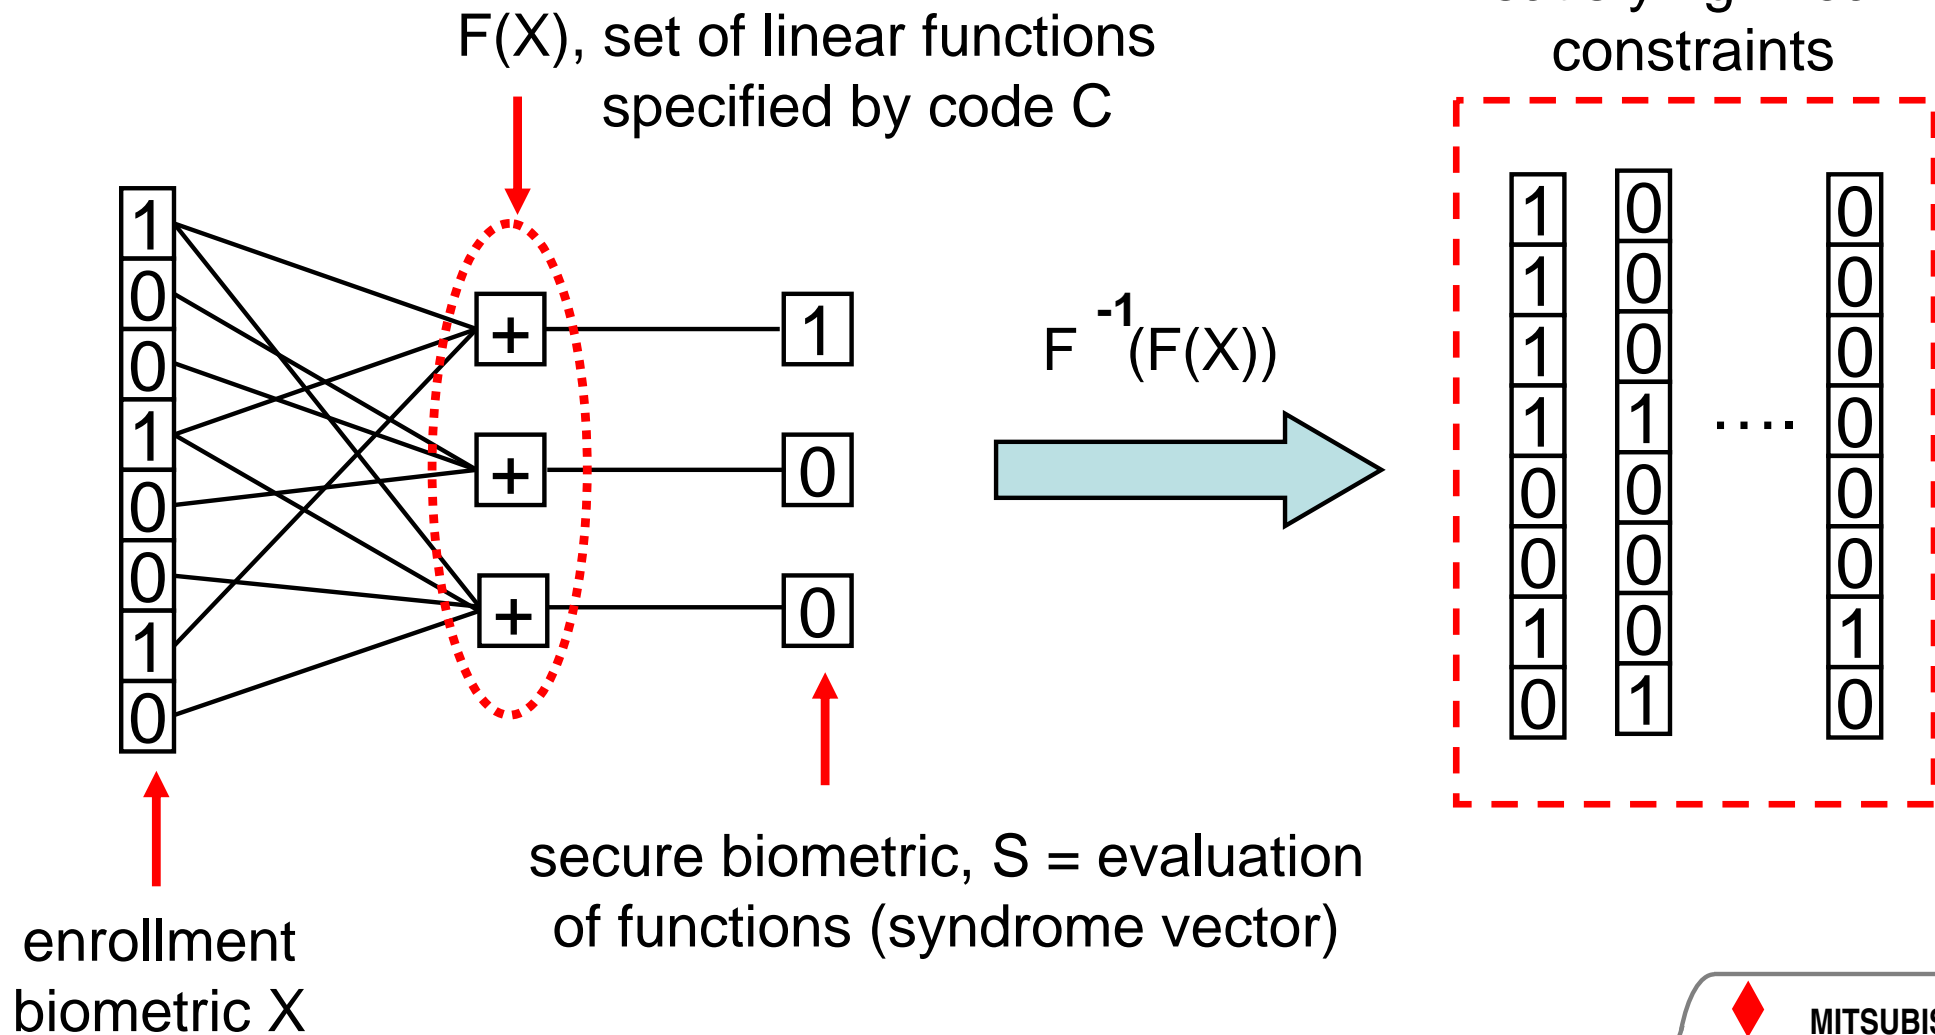 F(X), set of linear functions
specified by code C
constraints
1
0
0
1
0
0
1
0
+
+
+
1
0
0
F -1(F(X))
1 0 0
1 0 0
1 0 0
1 1 .... 0
0 0 0
0 0 0
1 0 1
0 1 0
secure biometric, S = evaluation
of functions (syndrome vector)
enrollment
biometric X